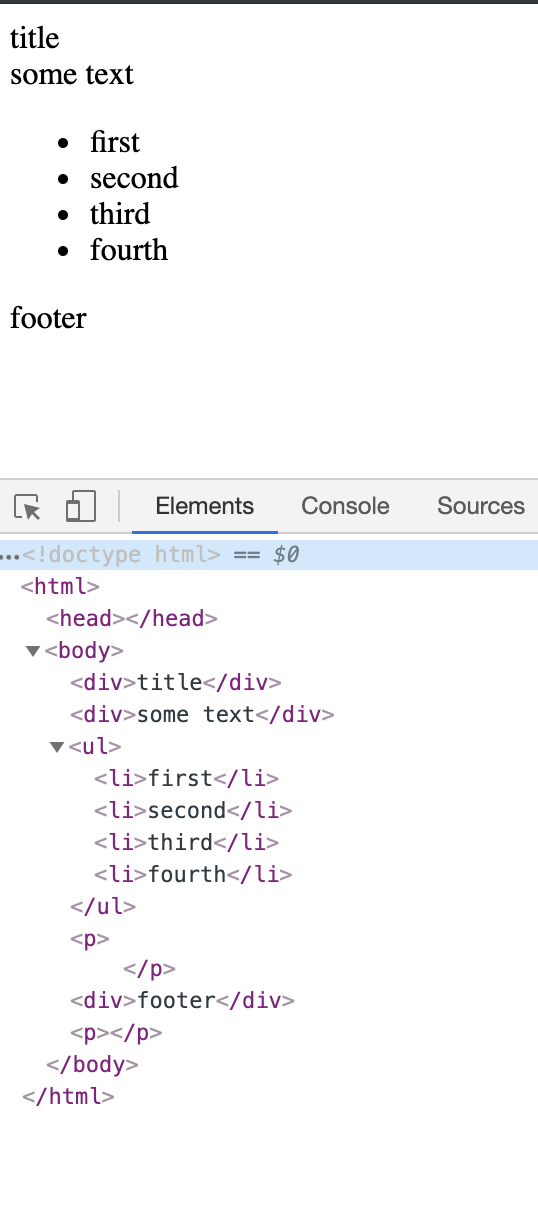 title
some text
• first
• second
• third
• fourth
footer
Elements Console Sources
…<!doctype html> == $0
<html>
<head></head>
▼<body>
<div>title</div>
<div>some text</div>
▼<ul>
<li>first</li>
<li>second</li>
<li>third</li>
<li>fourth</li>
</ul>
<p>
</p>
<div>footer</div>
<p></p>
</body>
</html>